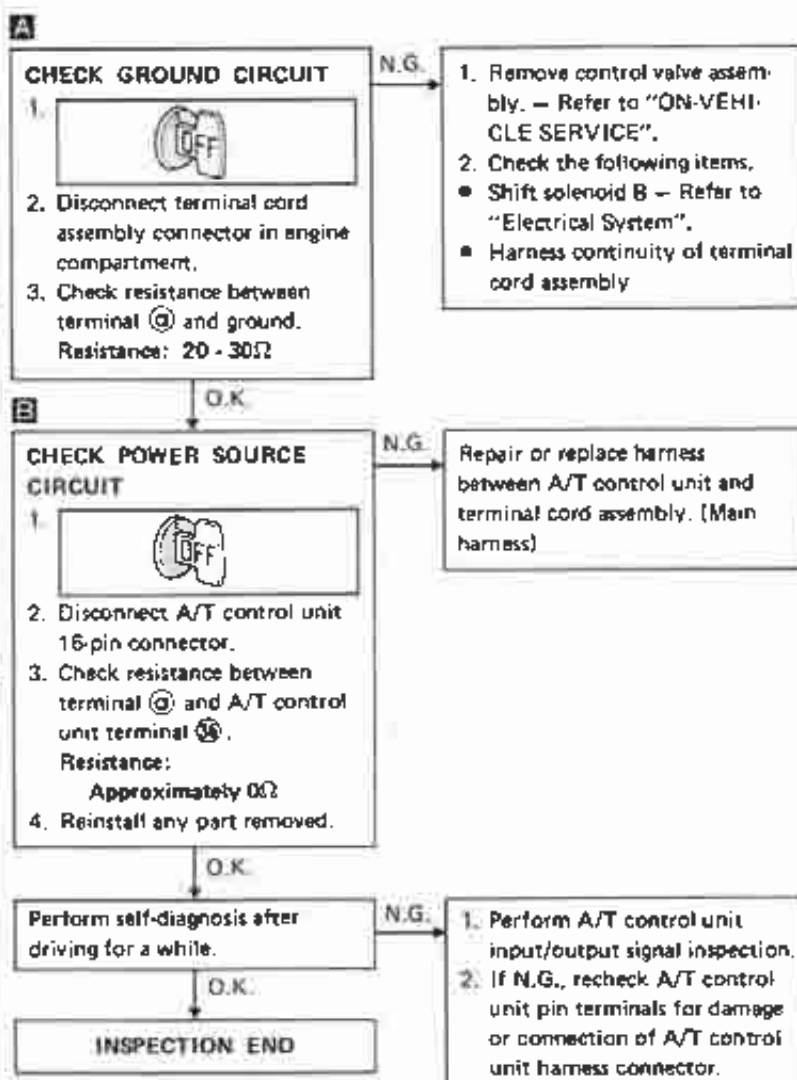 A
CHECK GROUND CIRCUIT
1.
OFF
2. Disconnect terminal cord
assembly connector in engine
compartment.
3. Check resistance between
terminal ⓐ and ground.
Resistance: 20 - 30Ω
N.G.
1. Remove control valve assem-
bly. — Refer to "ON-VEHI-
CLE SERVICE".
2. Check the following items.
● Shift solenoid B — Refer to
"Electrical System".
● Harness continuity of terminal
cord assembly
O.K.
B
CHECK POWER SOURCE
CIRCUIT
1.
OFF
2. Disconnect A/T control unit
16-pin connector.
3. Check resistance between
terminal ⓐ and A/T control
unit terminal
Resistance:
Approximately 0Ω
4. Reinstall any part removed.
N.G.
Repair or replace harness
between A/T control unit and
terminal cord assembly. (Main
harness)
O.K.
Perform self-diagnosis after
driving for a while.
N.G.
1. Perform A/T control unit
input/output signal inspection.
2. If N.G., recheck A/T control
unit pin terminals for damage
or connection of A/T control
unit harness connector.
O.K.
INSPECTION END